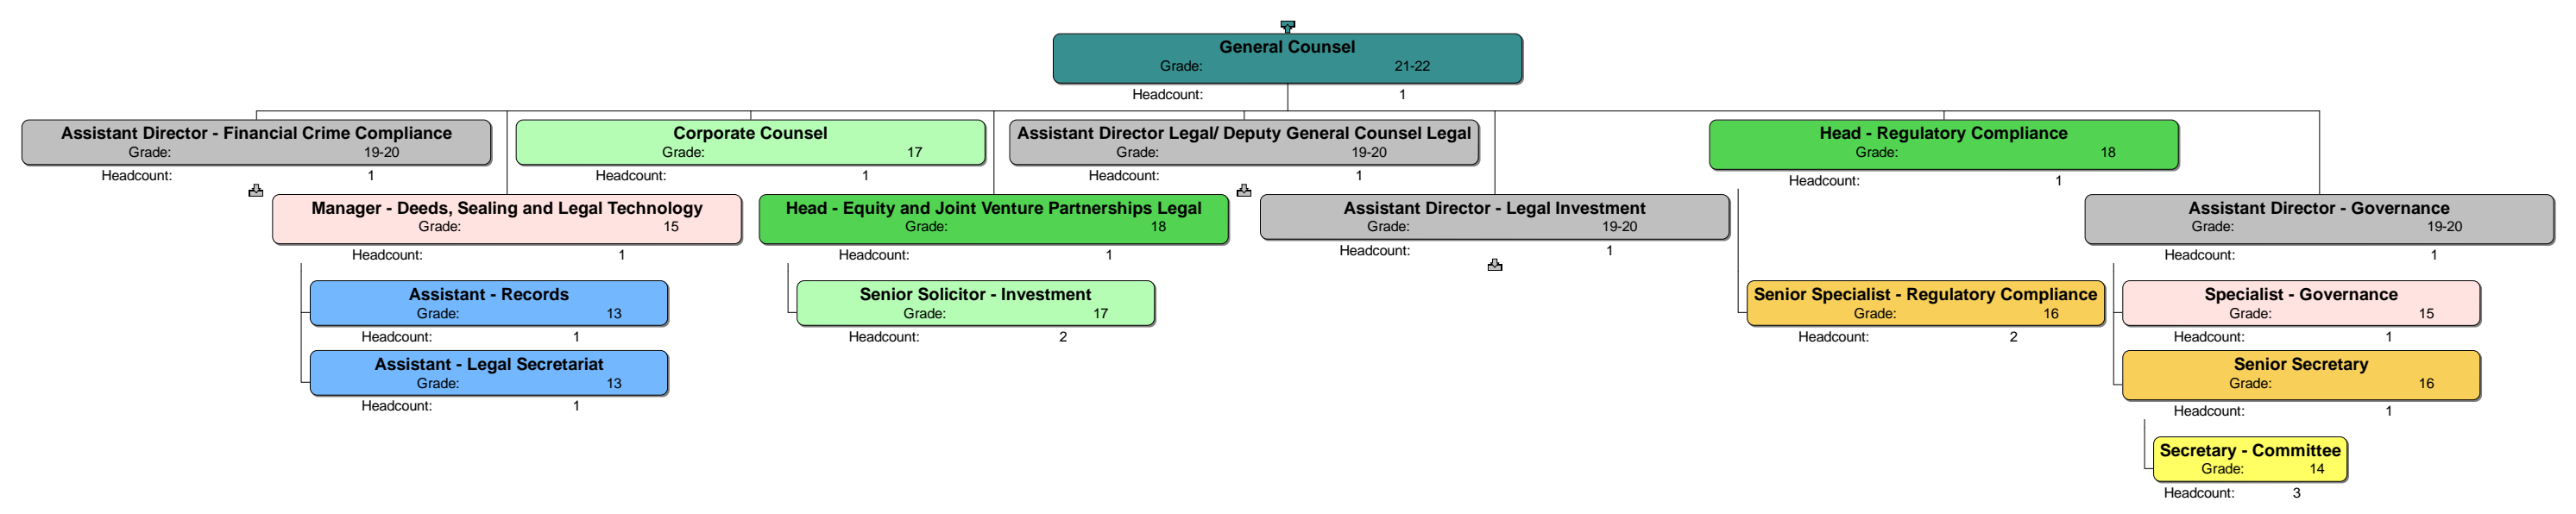 General Counsel
Grade: 21-22
Headcount: 1
Assistant Director - Financial Crime Compliance
Grade: 19-20
Headcount: 1
Corporate Counsel
Grade: 17
Headcount: 1
Assistant Director Legal/ Deputy General Counsel Legal
Grade: 19-20
Headcount: 1
Head - Regulatory Compliance
Grade: 18
Headcount: 1
Manager - Deeds, Sealing and Legal Technology
Grade: 15
Headcount: 1
Head - Equity and Joint Venture Partnerships Legal
Grade: 18
Headcount: 1
Assistant Director - Legal Investment
Grade: 19-20
Headcount: 1
Assistant Director - Governance
Grade: 19-20
Headcount: 1
Assistant - Records
Grade: 13
Headcount: 1
Senior Solicitor - Investment
Grade: 17
Headcount: 2
Senior Specialist - Regulatory Compliance
Grade: 16
Headcount: 2
Specialist - Governance
Grade: 15
Headcount: 1
Assistant - Legal Secretariat
Grade: 13
Headcount: 1
Senior Secretary
Grade: 16
Headcount: 1
Secretary - Committee
Grade: 14
Headcount: 3